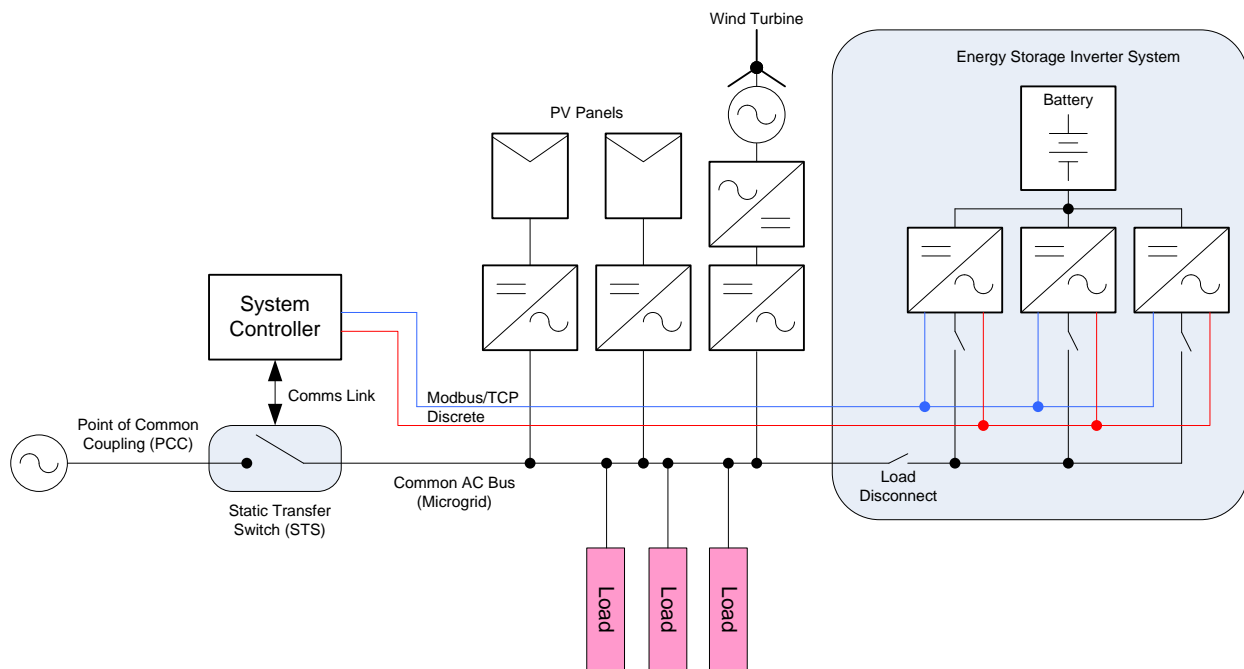 Wind Turbine
Energy Storage Inverter System
Battery
PV Panels
System
Controller
Comms Link
Modbus/TCP
Discrete
Point of Common
Coupling (PCC)
Common AC Bus
(Microgrid)
Load
Disconnect
Static Transfer
Switch (STS)
Load
Load
Load